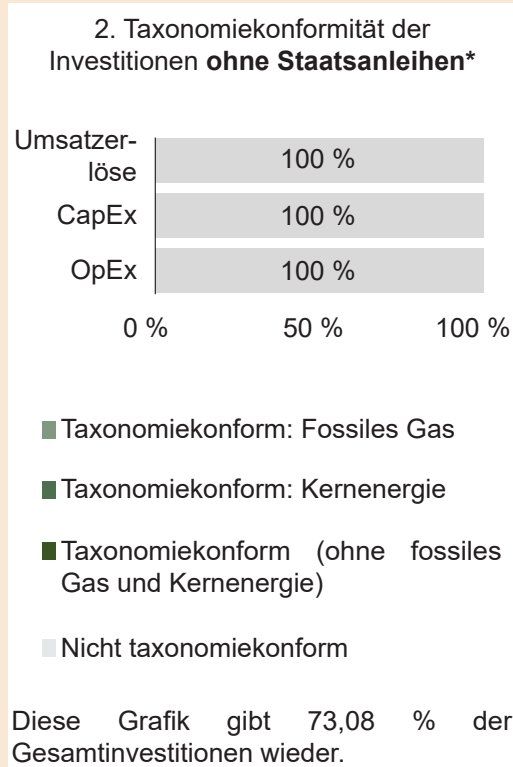 2. Taxonomiekonformität der
Investitionen ohne Staatsanleihen*
Umsatzer-
löse
100 %
CapEx
100 %
OpEx
100 %
0 %
50 %
100 %
Taxonomiekonform: Fossiles Gas
Taxonomiekonform: Kernenergie
Taxonomiekonform (ohne fossiles
Gas und Kernenergie)
Nicht taxonomiekonform
Diese Grafik gibt 73,08 % der
Gesamtinvestitionen wieder.